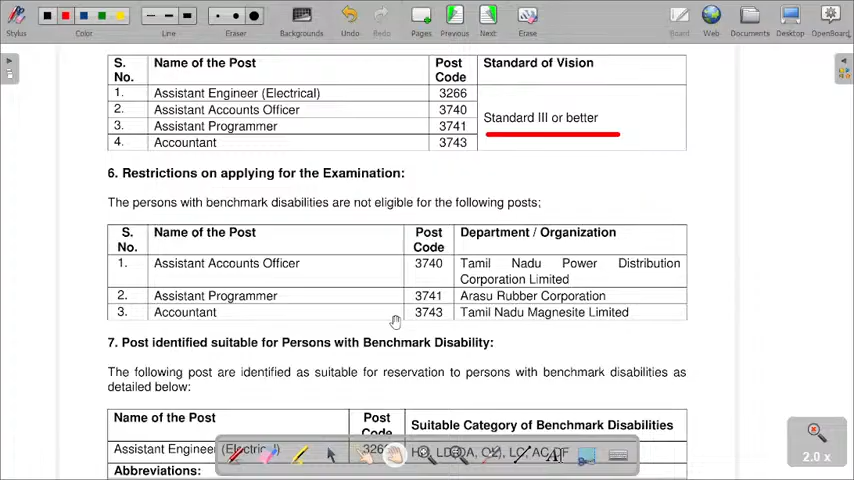 Stylus
Color
Line
Eraser
Backgrounds
Undo
Redo
Pages
Previous
Next
Erase
Board
Web
Documents
Desktop
OpenBoard
S. No. Name of the Post Post Code Standard of Vision
1. Assistant Engineer (Electrical) 3266
2. Assistant Accounts Officer 3740
Standard III or better
3. Assistant Programmer 3741
4. Accountant 3743
6. Restrictions on applying for the Examination:
The persons with benchmark disabilities are not eligible for the following posts;
S. No. Name of the Post Post Code Department / Organization
1. Assistant Accounts Officer 3740 Tamil Nadu Power Distribution
Corporation Limited
2. Assistant Programmer 3741 Arasu Rubber Corporation
3. Accountant 3743 Tamil Nadu Magnesite Limited
7. Post identified suitable for Persons with Benchmark Disability:
The following post are identified as suitable for reservation to persons with benchmark disabilities as
detailed below:
Name of the Post Post Code Suitable Category of Benchmark Disabilities
Assistant Engineer (Electrical)
LC, AC,
Abbreviations:
2.0 x